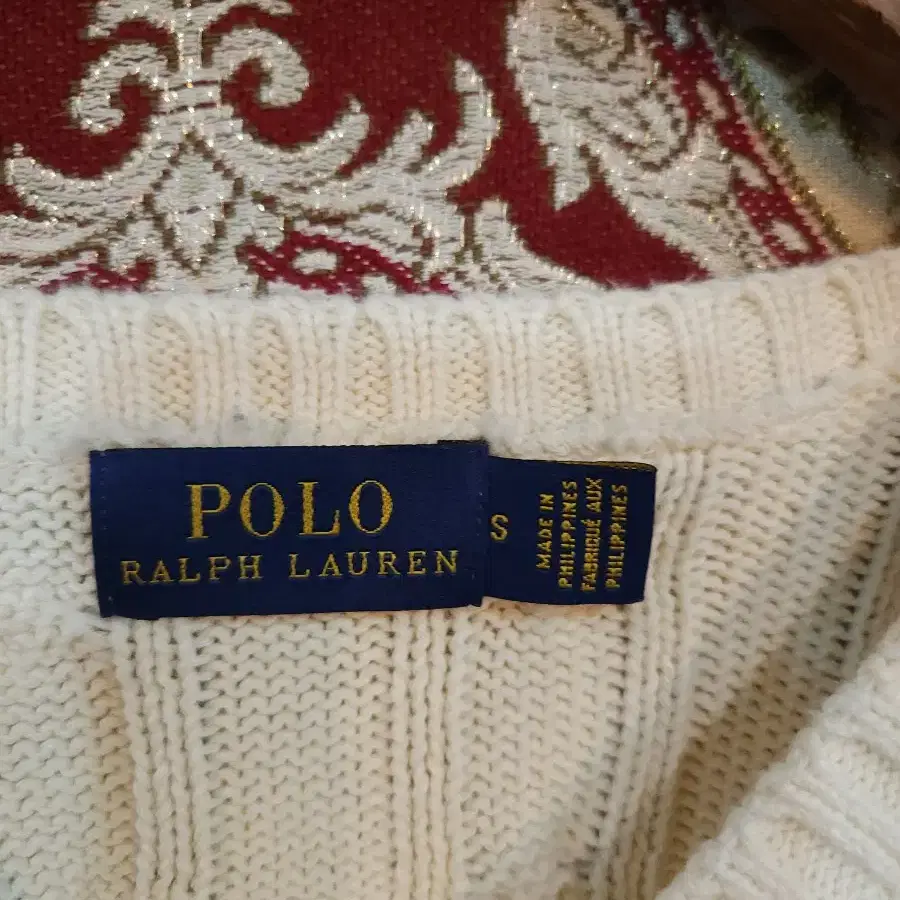 POLO
RALPH LAUREN
S
MADE IN
PHILIPPINES
FABRIQUÉ AUX
PHILIPPINES